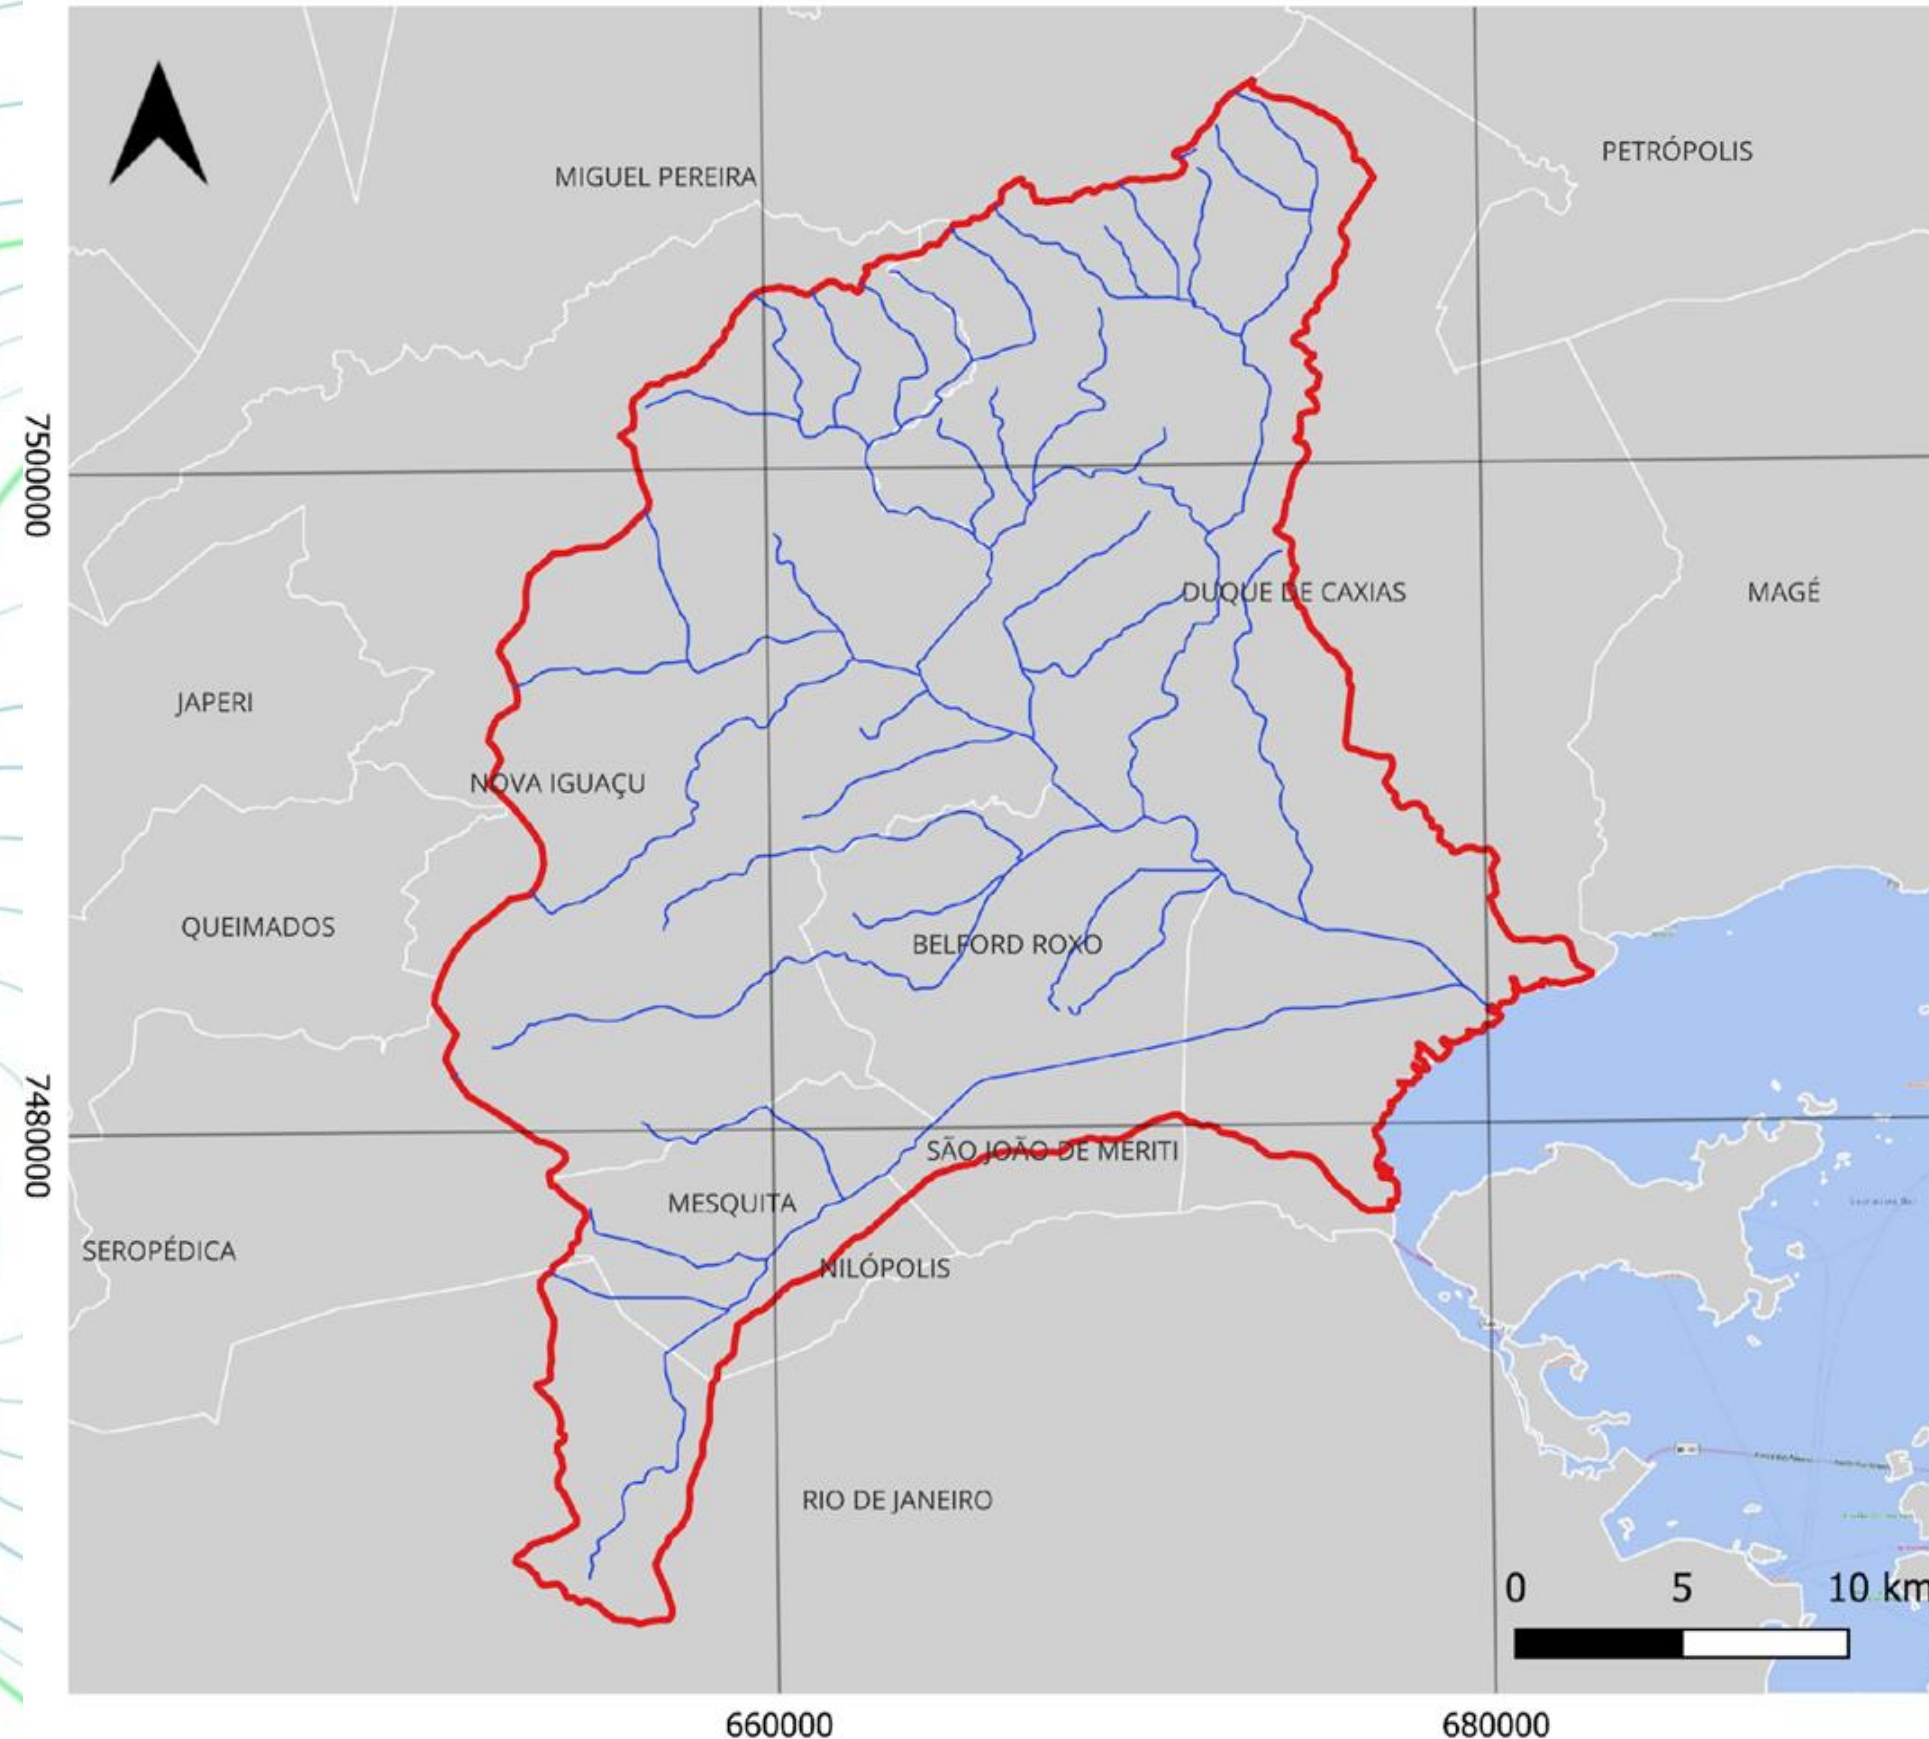 PETRÓPOLIS
MIGUEL PEREIRA
7500000
DUQUE DE CAXIAS
MAGÉ
JAPERI
NOVA IGUAÇU
QUEIMADOS
BELFORD ROXO
7480000
SÃO JOÃO DE MERITI
MESQUITA
SEROPÉDICA
NILÓPOLIS
RIO DE JANEIRO
0 5 10 km
660000 680000